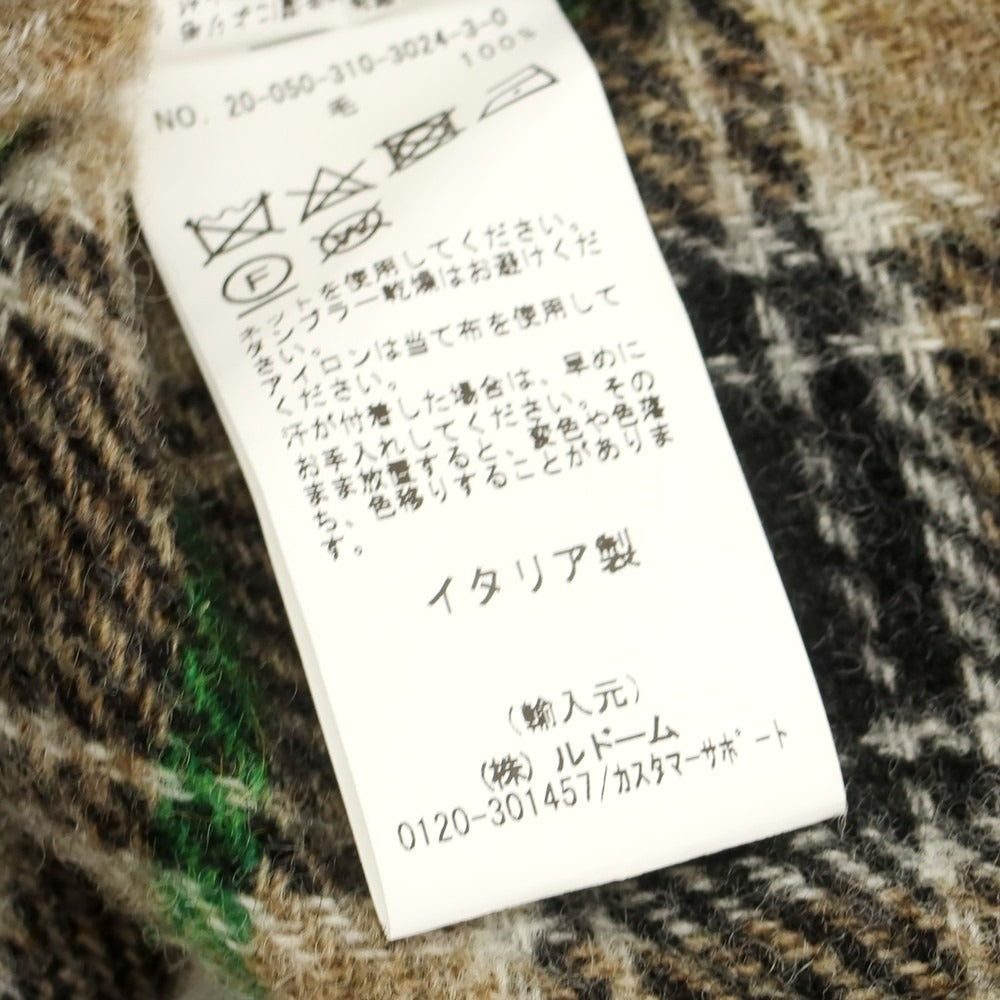 NO. 20-050-310-3024-3-0
毛 100%
F
ネットを使用してください。
タンブラー乾燥はお避けくだ
さい。
アイロンは当て布を使用して
ください。
汗が付着した場合は、早めに
お手入れしてください。その
まま放置すると、変色や色落
ち、色移りすることがありま
す。
イタリア製
(輸入元)
(株)ルドーム
0120-301457/カスタマーサポート